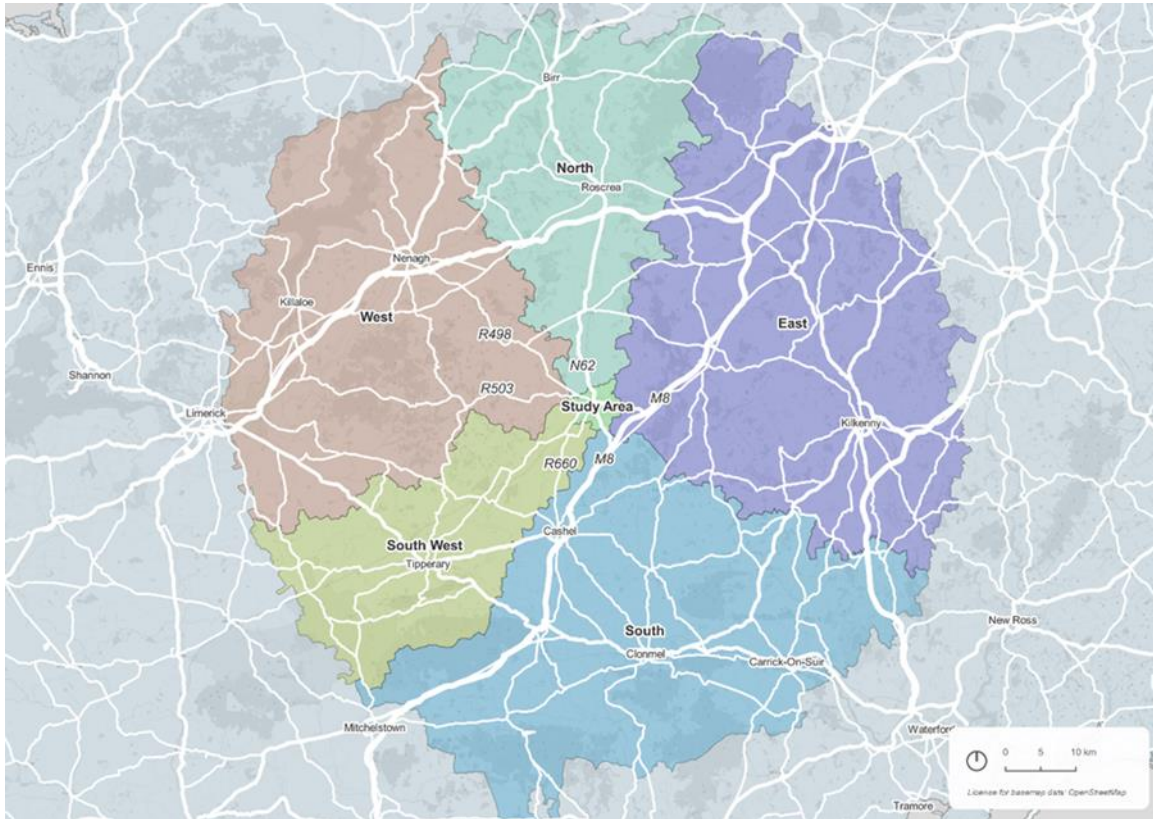 Birr
North
Roscrea
Ennis
Nenagh
Killaloe
West
R498
East
N62
Shannon
R503
Study Area
M8
Limerick
Kilkenny
R660
M8
Cashel
South West
Tipperary
South
New Ross
Clonmel
Carrick-On-Suir
Mitchelstown
Waterford
0 5 10 km
License for basemap data: OpenStreetMap
Tramore